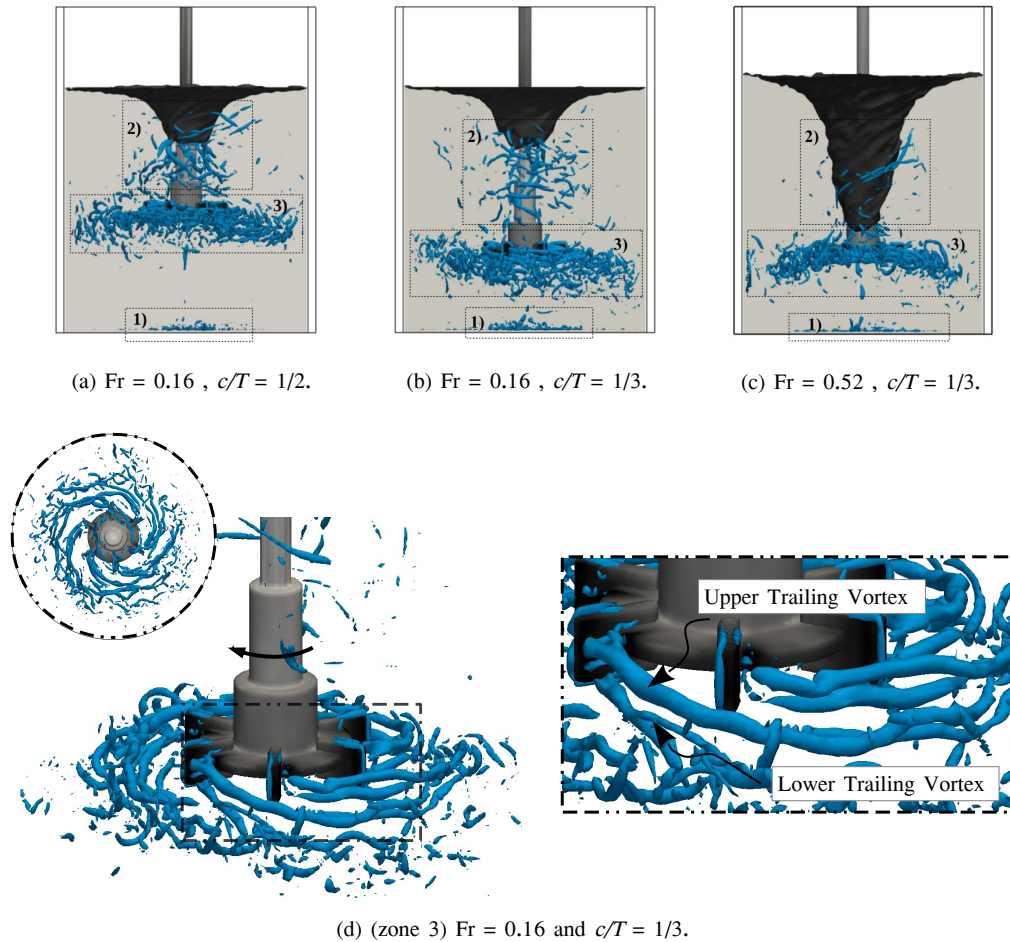 2)
3)
1)
2)
3)
1)
2)
3)
1)
(a) Fr = 0.16 , c/T = 1/2.
(b) Fr = 0.16 , c/T = 1/3.
(c) Fr = 0.52 , c/T = 1/3.
Upper Trailing Vortex
Lower Trailing Vortex
(d) (zone 3) Fr = 0.16 and c/T = 1/3.